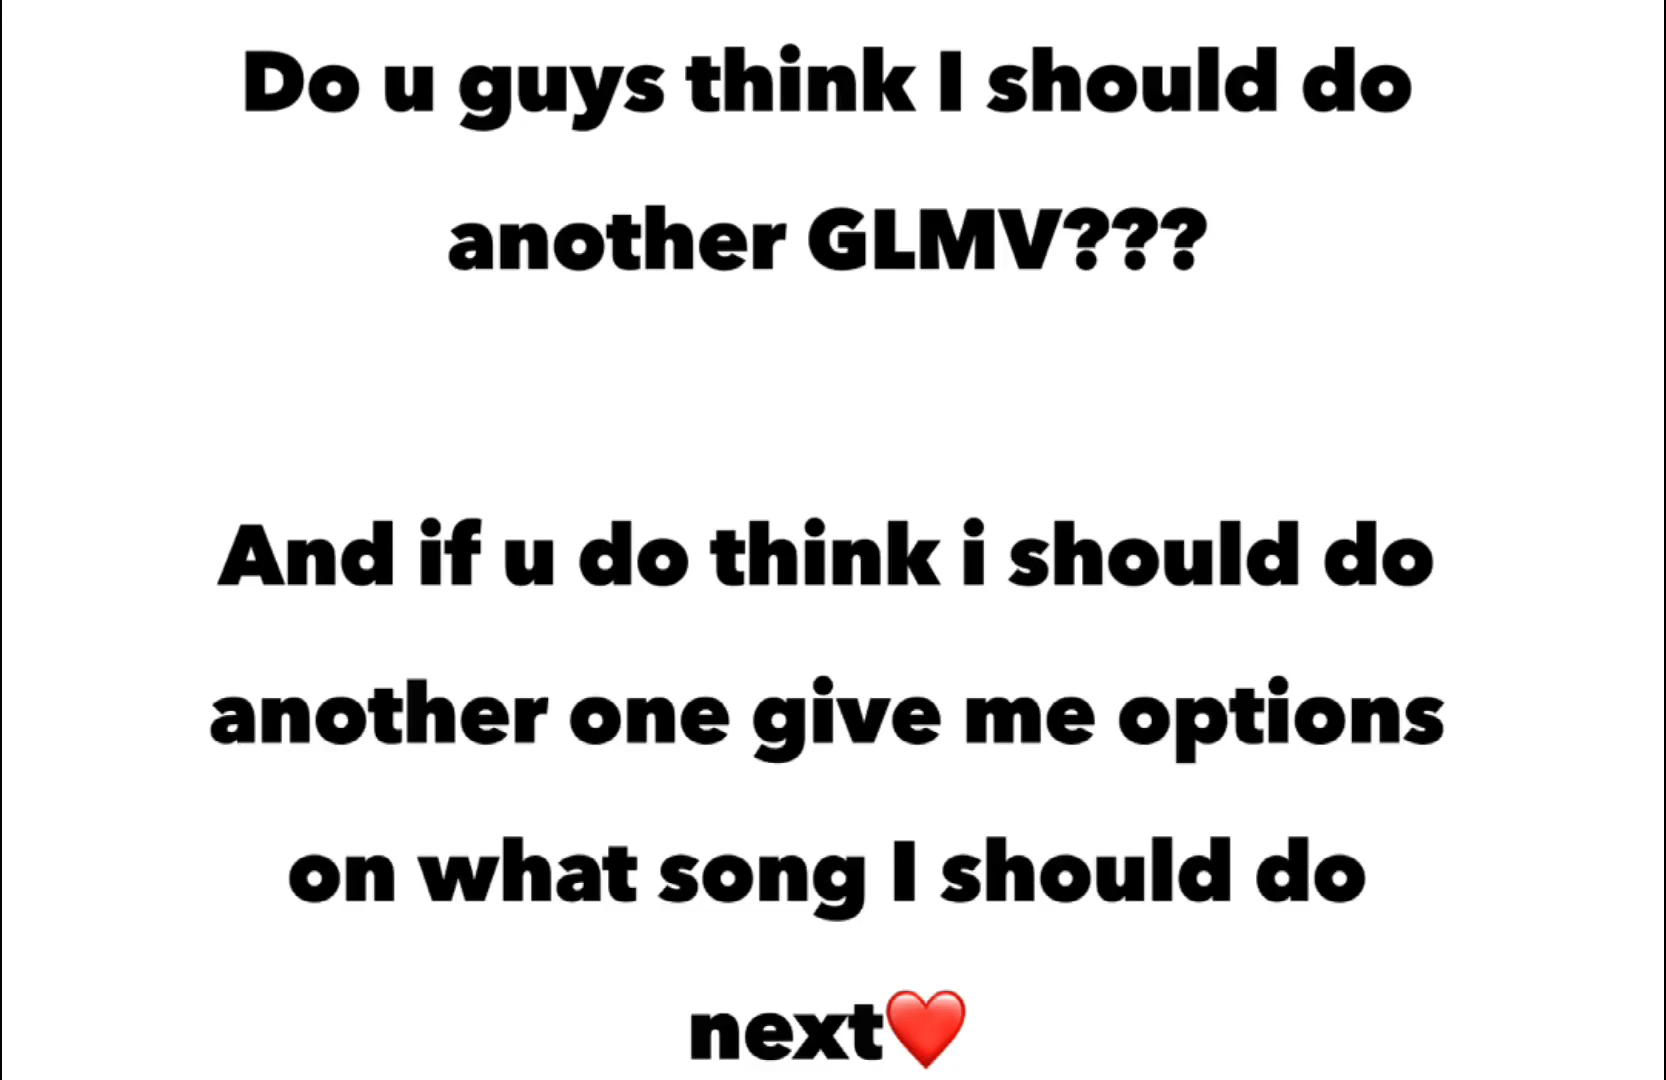 Do u guys think I should do
another GLMV???
And if u do think i should do
another one give me options
on what song I should do
next❤️